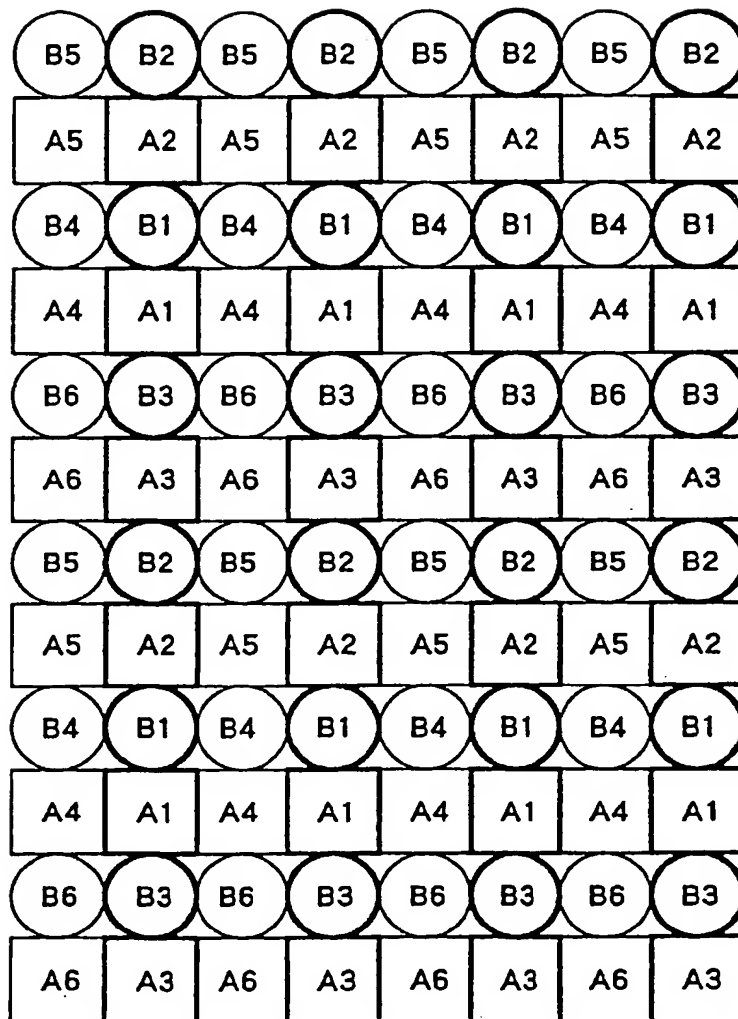 B5 B2 B5 B2 B5 B2 B5 B2
A5 A2 A5 A2 A5 A2 A5 A2
B4 B1 B4 B1 B4 B1 B4 B1
A4 A1 A4 A1 A4 A1 A4 A1
B6 B3 B6 B3 B6 B3 B6 B3
A6 A3 A6 A3 A6 A3 A6 A3
B5 B2 B5 B2 B5 B2 B5 B2
A5 A2 A5 A2 A5 A2 A5 A2
B4 B1 B4 B1 B4 B1 B4 B1
A4 A1 A4 A1 A4 A1 A4 A1
B6 B3 B6 B3 B6 B3 B6 B3
A6 A3 A6 A3 A6 A3 A6 A3